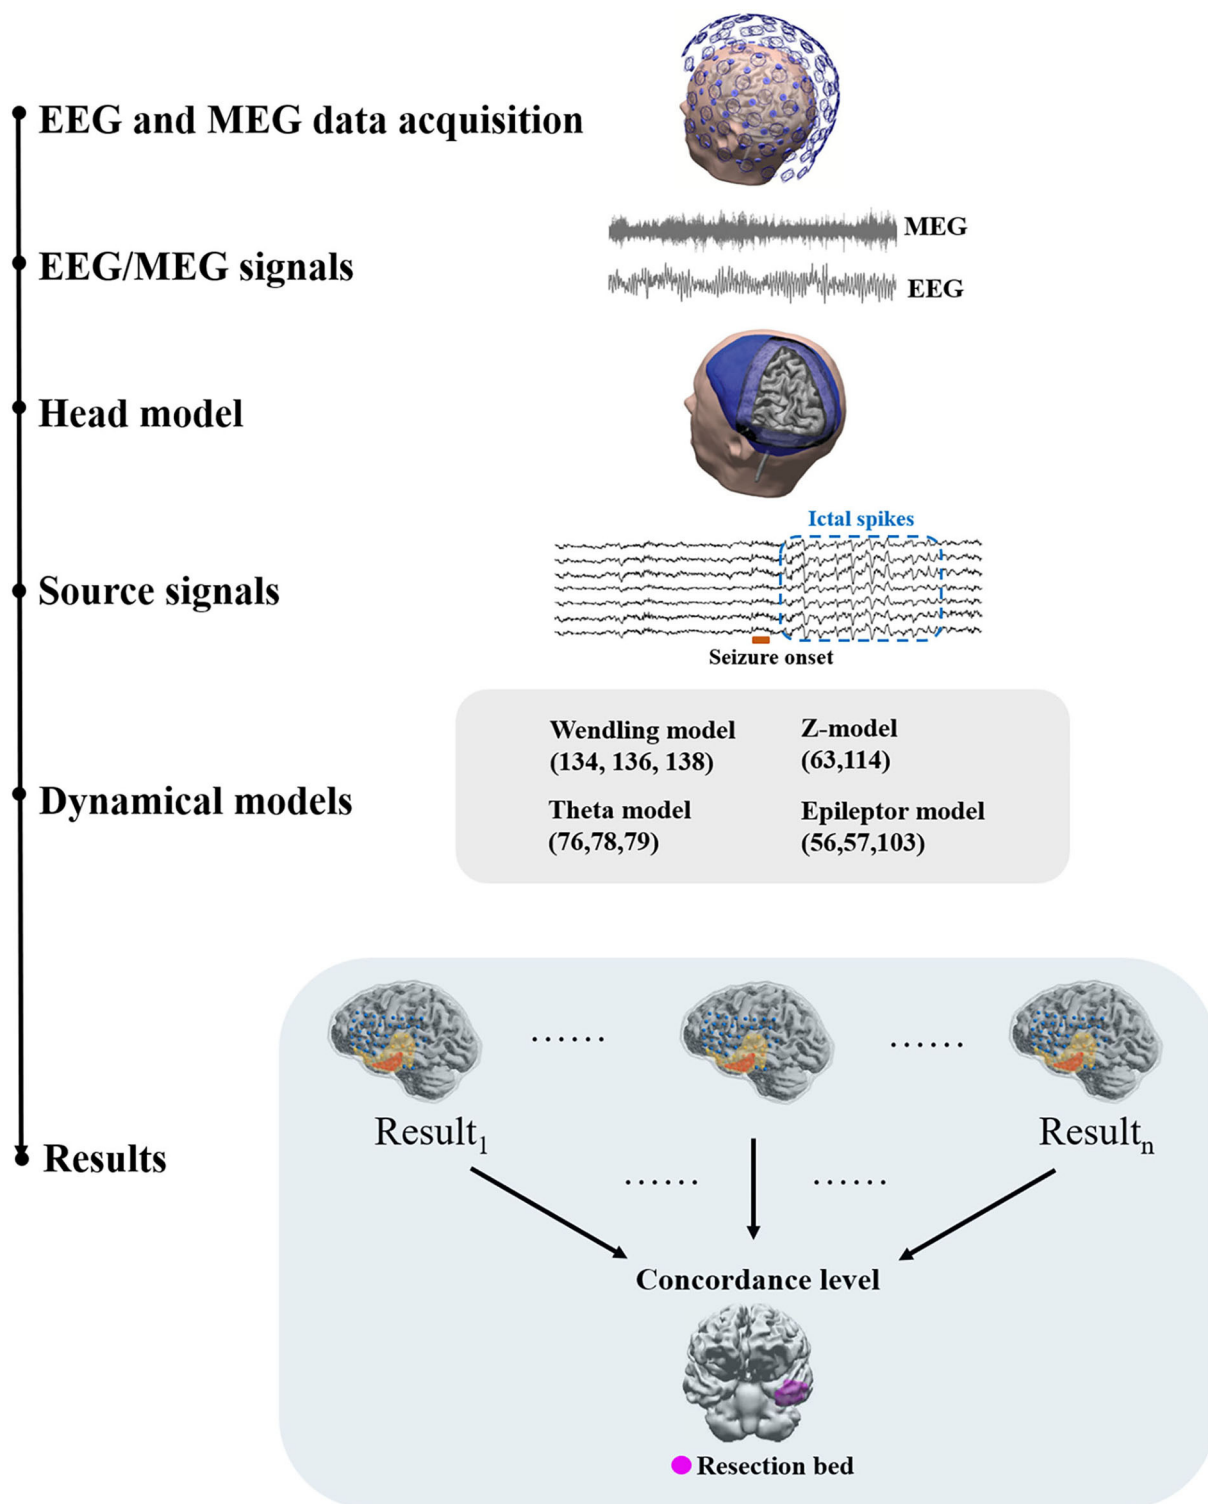 EEG and MEG data acquisition
MEG
EEG/MEG signals
EEG
Head model
Ictal spikes
Source signals
Seizure onset
Wendling model
(134, 136, 138)
Z-model
(63,114)
Dynamical models
Theta model
(76,78,79)
Epileptor model
(56,57,103)
......
......
Result1
Resultn
Results
......
......
Concordance level
Resection bed